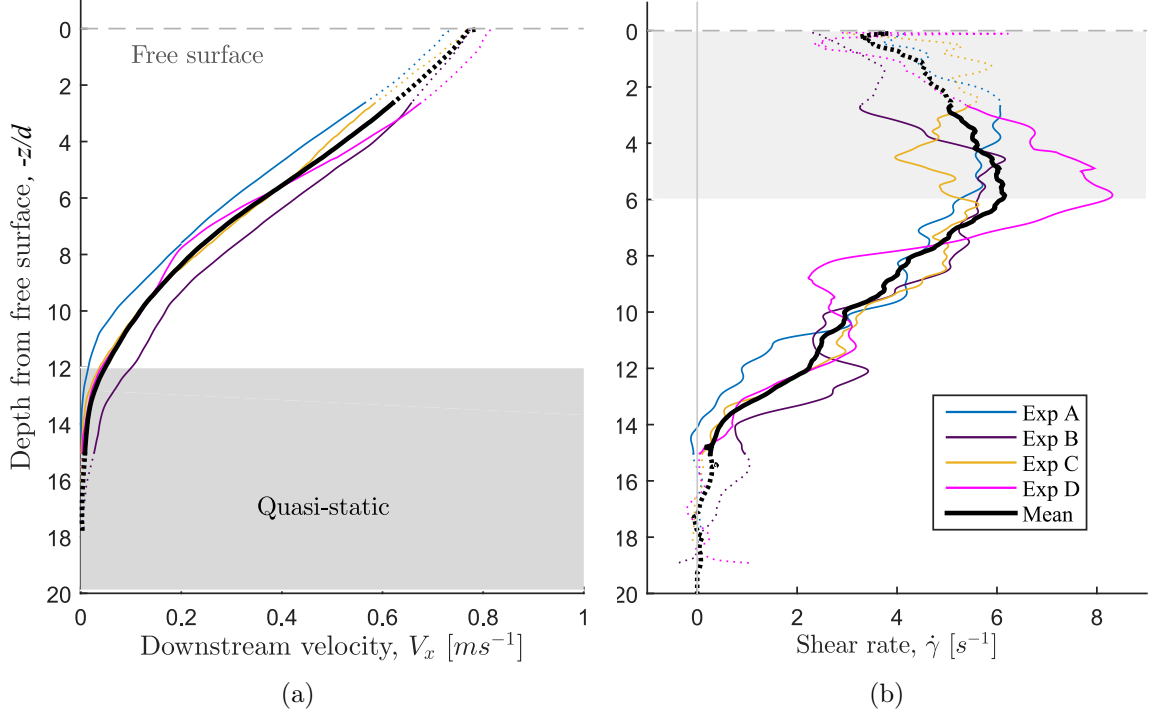 0
2
4
6
8
10
12
14
16
18
20
Depth from free surface, -z/d
Free surface
Quasi-static
0
0.2
0.4
0.6
0.8
1
Downstream velocity, Vₓ [ms⁻¹]
(a)
0
2
4
6
8
10
12
14
16
18
20
Exp A
Exp B
Exp C
Exp D
Mean
0
2
4
6
8
Shear rate, γ̇ [s⁻¹]
(b)